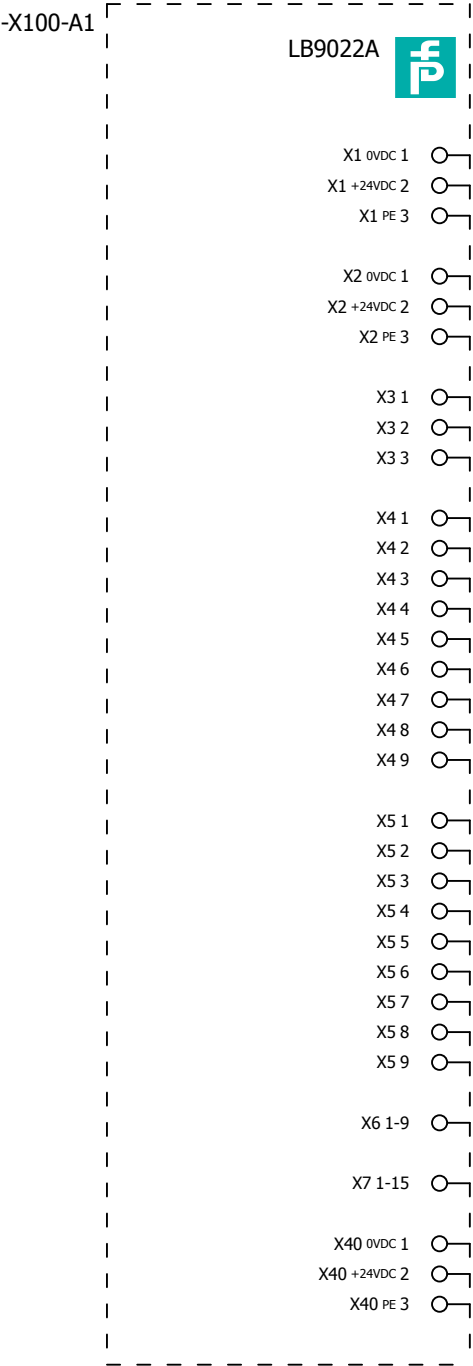 -X100-A1
LB9022A
X1 0VDC 1
X1 +24VDC 2
X1 PE 3
X2 0VDC 1
X2 +24VDC 2
X2 PE 3
X3 1
X3 2
X3 3
X4 1
X4 2
X4 3
X4 4
X4 5
X4 6
X4 7
X4 8
X4 9
X5 1
X5 2
X5 3
X5 4
X5 5
X5 6
X5 7
X5 8
X5 9
X6 1-9
X7 1-15
X40 0VDC 1
X40 +24VDC 2
X40 PE 3